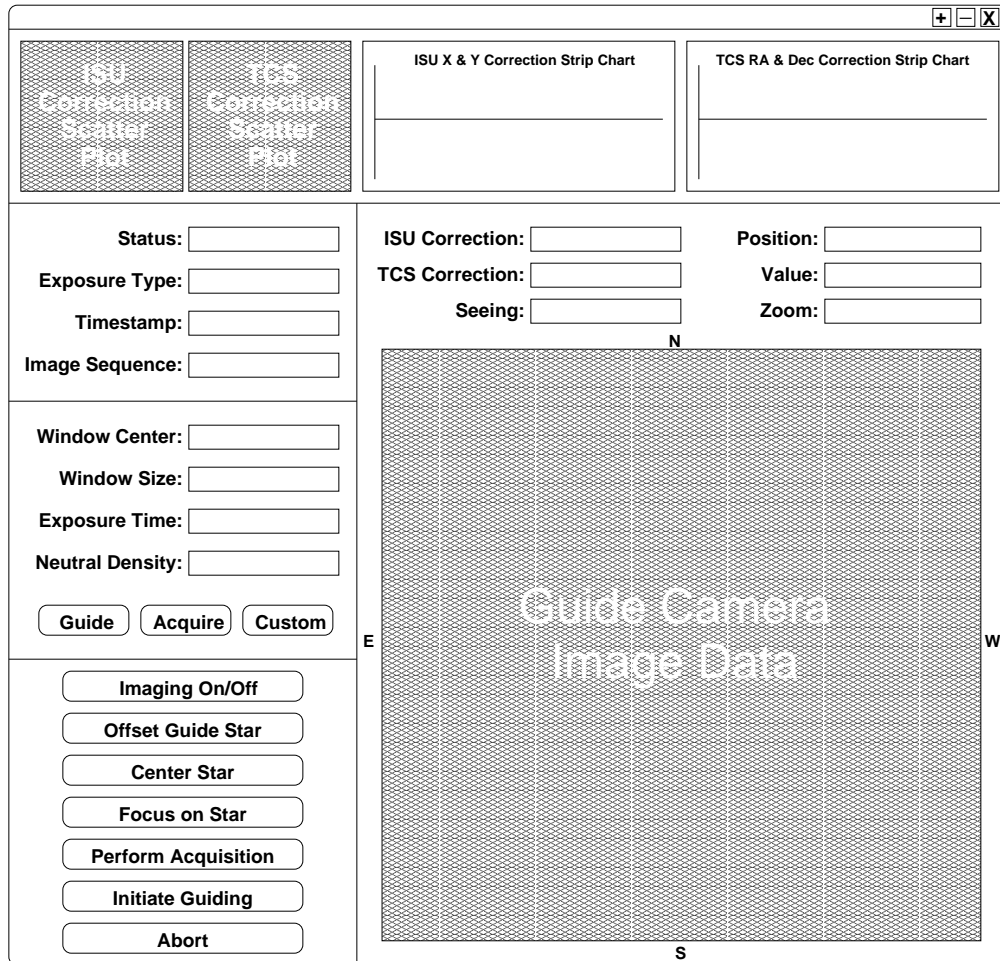 + – X
ISU
Correction
Scatter
Plot
TCS
Correction
Scatter
Plot
ISU X & Y Correction Strip Chart
TCS RA & Dec Correction Strip Chart
Status:
Exposure Type:
Timestamp:
Image Sequence:
Window Center:
Window Size:
Exposure Time:
Neutral Density:
Guide Acquire Custom
Imaging On/Off
Offset Guide Star
Center Star
Focus on Star
Perform Acquisition
Initiate Guiding
Abort
ISU Correction:
TCS Correction:
Seeing:
Position:
Value:
Zoom:
N
E
Guide Camera
Image Data
W
S